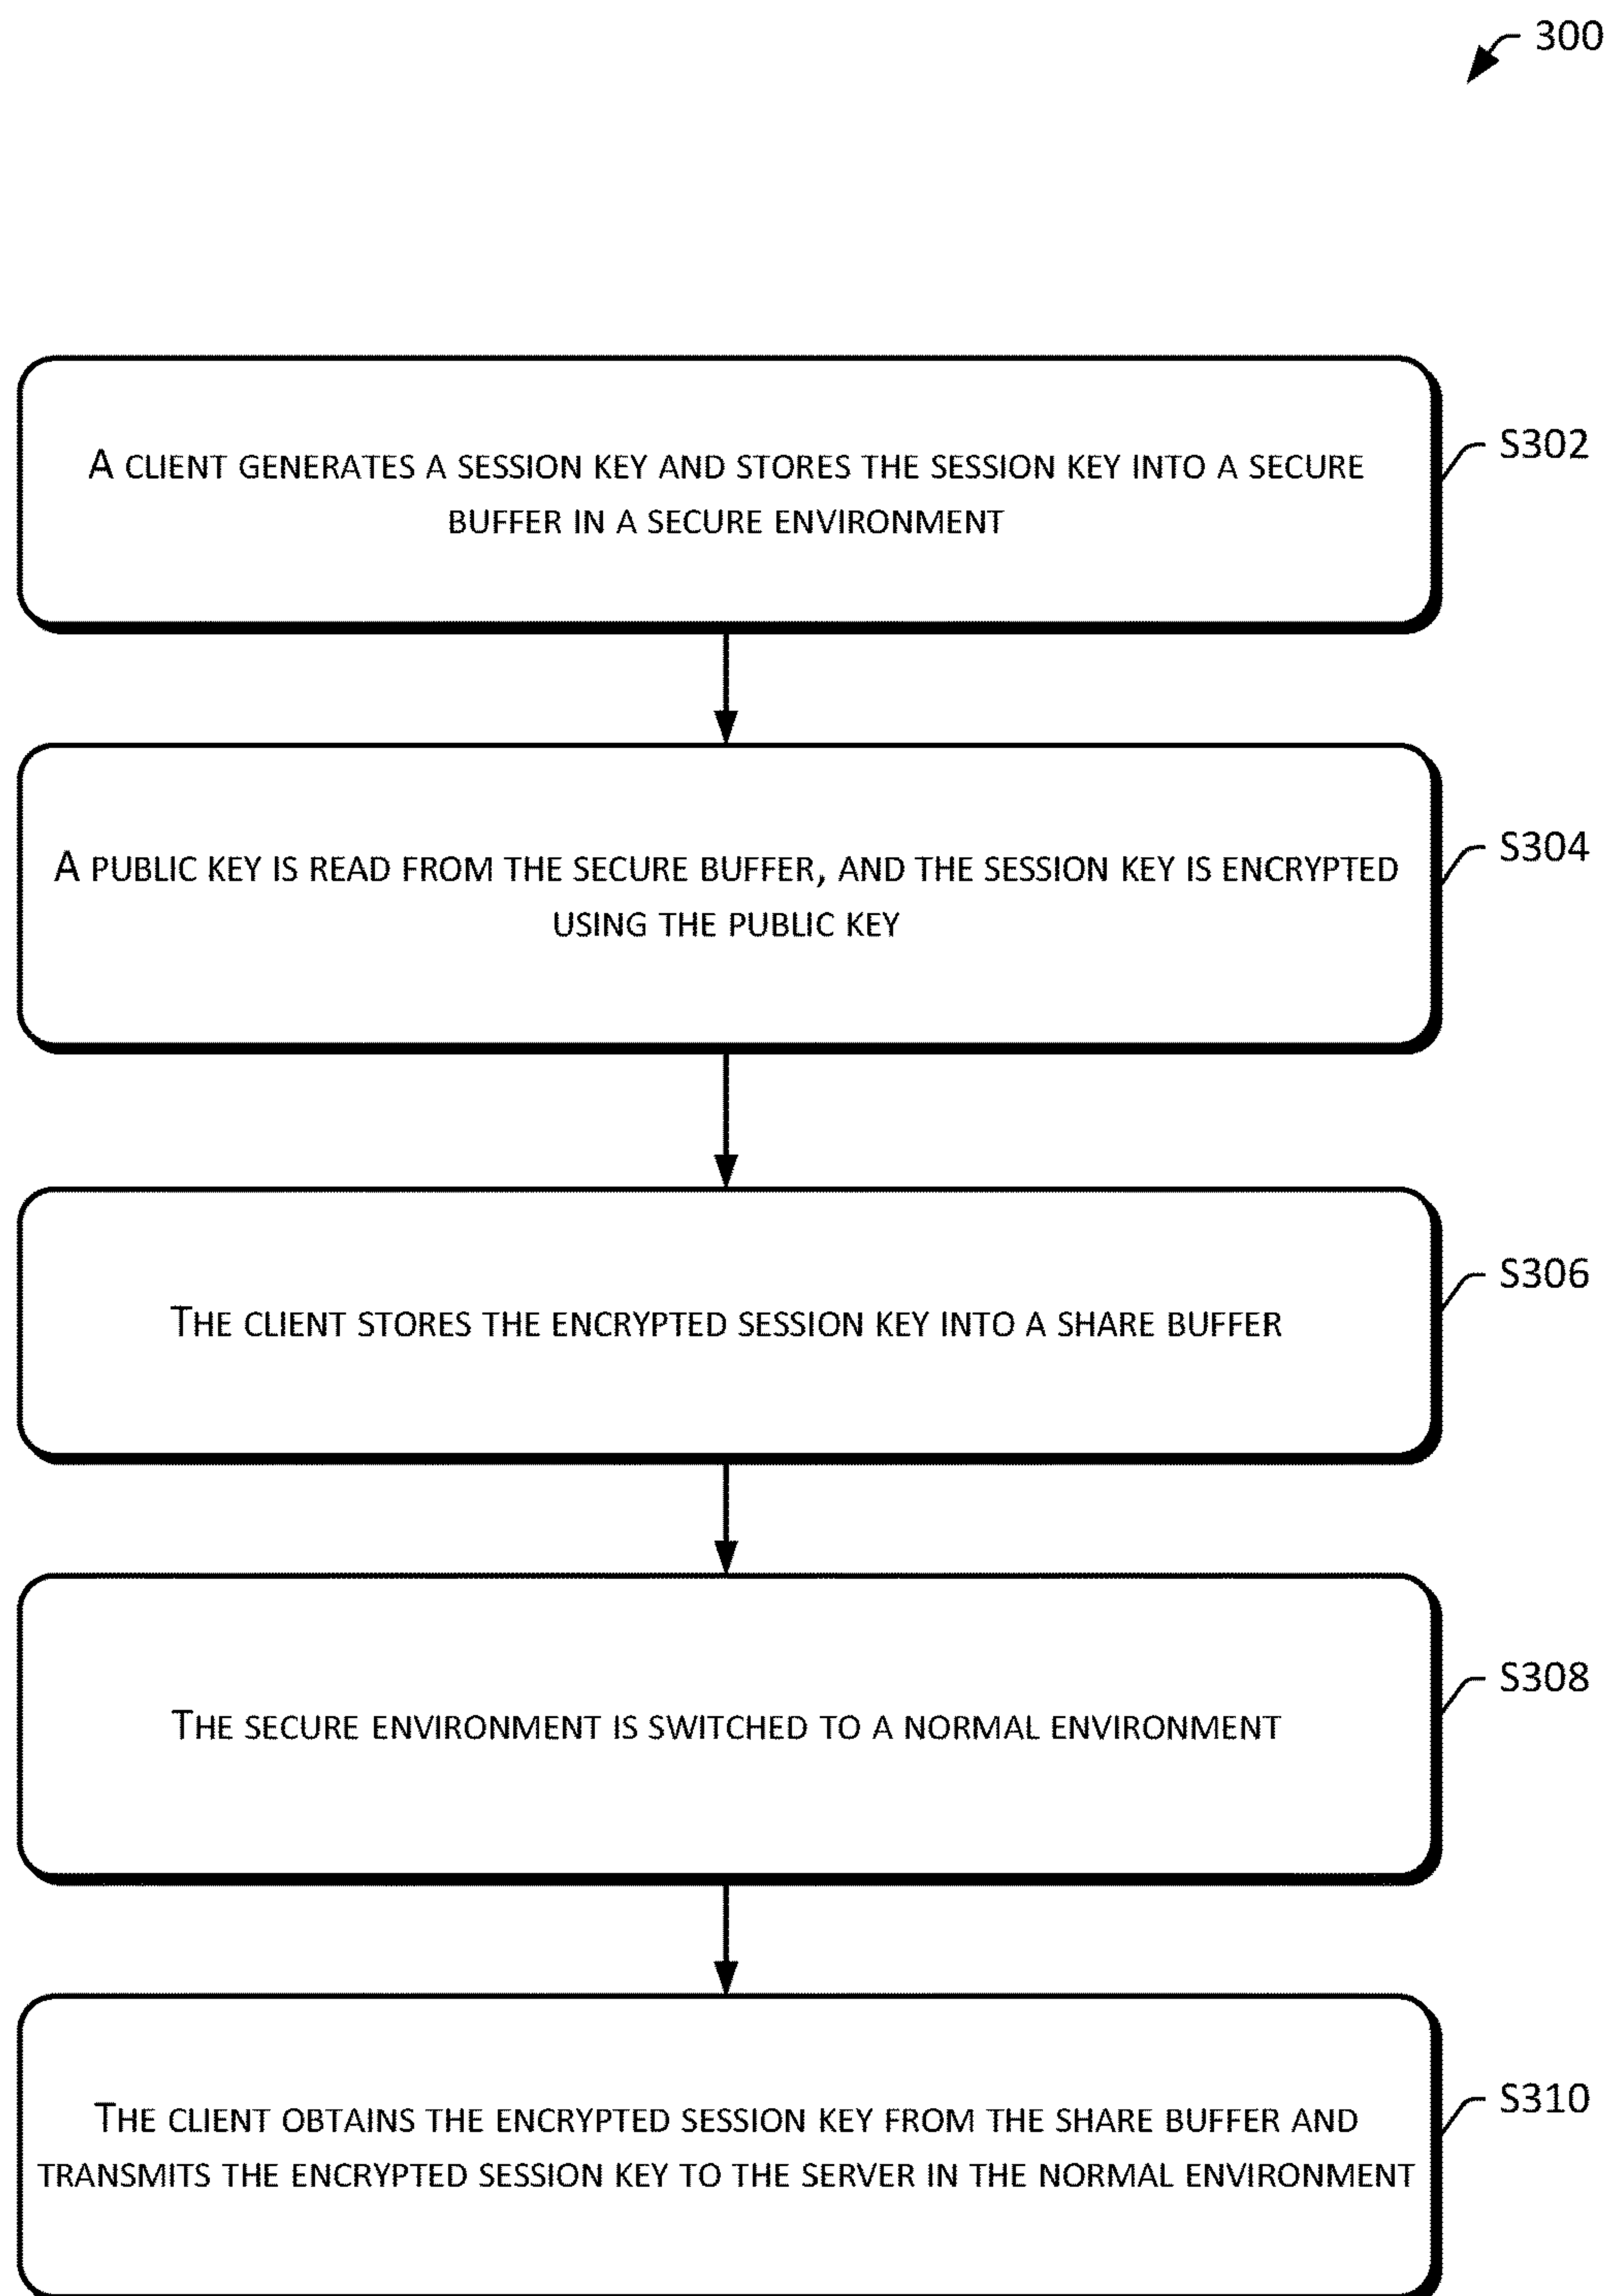 300
A CLIENT GENERATES A SESSION KEY AND STORES THE SESSION KEY INTO A SECURE
BUFFER IN A SECURE ENVIRONMENT
S302
A PUBLIC KEY IS READ FROM THE SECURE BUFFER, AND THE SESSION KEY IS ENCRYPTED
USING THE PUBLIC KEY
S304
THE CLIENT STORES THE ENCRYPTED SESSION KEY INTO A SHARE BUFFER
S306
THE SECURE ENVIRONMENT IS SWITCHED TO A NORMAL ENVIRONMENT
S308
THE CLIENT OBTAINS THE ENCRYPTED SESSION KEY FROM THE SHARE BUFFER AND
TRANSMITS THE ENCRYPTED SESSION KEY TO THE SERVER IN THE NORMAL ENVIRONMENT
S310